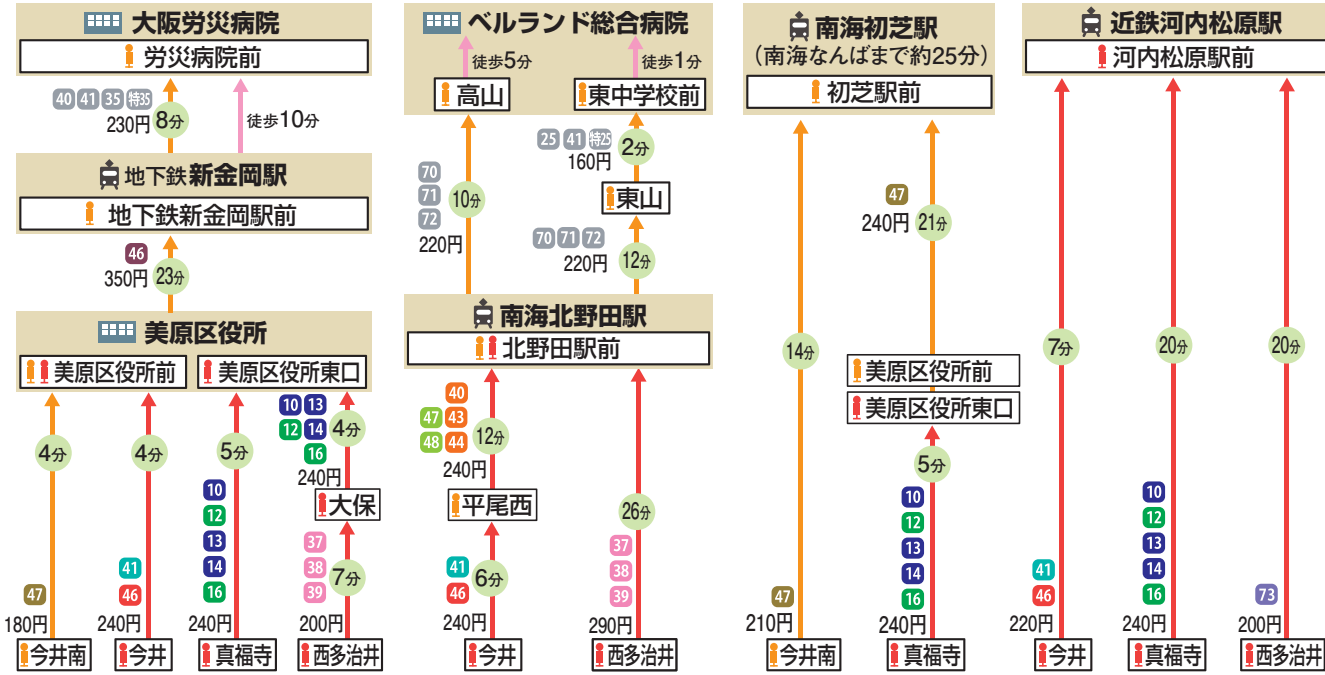 大阪労災病院
労災病院前
40 41 35 特35
230円
8分
徒歩10分
地下鉄新金岡駅
地下鉄新金岡駅前
46
350円
23分
美原区役所
美原区役所前
美原区役所東口
4分
47
180円
今井南
4分
41
46
240円
今井
5分
10
12
13
14
16
240円
真福寺
10 13
12 14
16
4分
240円
大保
37
38
39
7分
200円
西多治井
ベルランド総合病院
徒歩5分
徒歩1分
高山
東中学校前
70
71
72
10分
220円
25 41 特25
160円
2分
東山
70 71 72
220円
12分
南海北野田駅
北野田駅前
40
47 43
48 44
12分
240円
平尾西
41
46
6分
240円
今井
26分
37
38
39
290円
西多治井
南海初芝駅
(南海なんばまで約25分)
初芝駅前
14分
47
210円
今井南
47
240円
21分
美原区役所前
美原区役所東口
5分
10
12
13
14
16
240円
真福寺
近鉄河内松原駅
河内松原駅前
7分
41
46
220円
今井
20分
10
12
13
14
16
240円
真福寺
20分
73
200円
西多治井